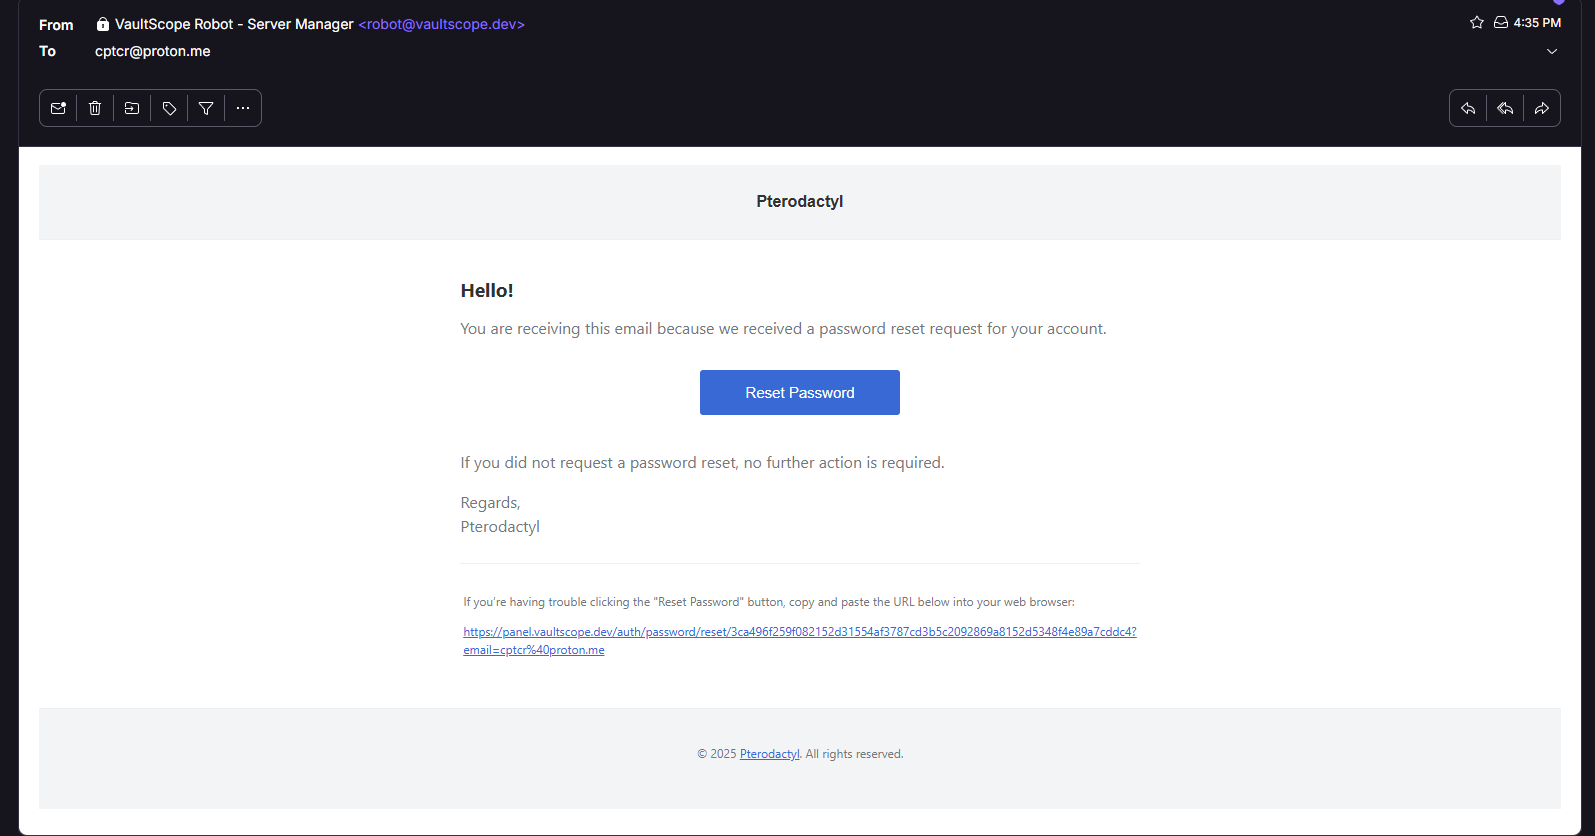 From VaultScope Robot - Server Manager <robot@vaultscope.dev> 4:35 PM
To cptcr@proton.me
Pterodactyl
Hello!
You are receiving this email because we received a password reset request for your account.
Reset Password
If you did not request a password reset, no further action is required.
Regards,
Pterodactyl
If you're having trouble clicking the "Reset Password" button, copy and paste the URL below into your web browser:
https://panel.vaultscope.dev/auth/password/reset/3ca496f259f082152d31554af3787cd3b5c2092869a8152d5348f4e89a7cddc4?
email=cptcr%40proton.me
© 2025 Pterodactyl. All rights reserved.